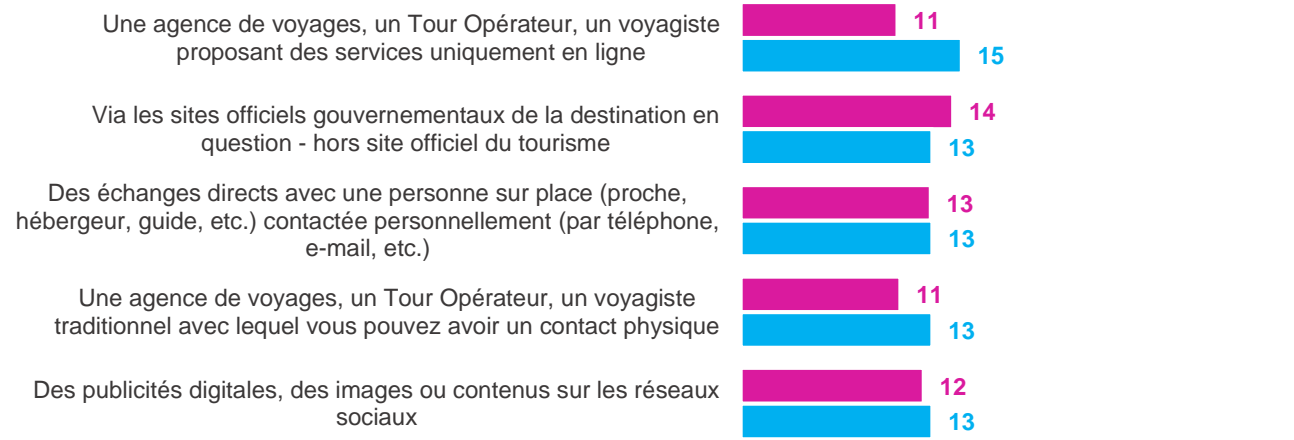 Une agence de voyages, un Tour Opérateur, un voyagiste
proposant des services uniquement en ligne
11
15
Via les sites officiels gouvernementaux de la destination en
question - hors site officiel du tourisme
14
13
Des échanges directs avec une personne sur place (proche,
hébergeur, guide, etc.) contactée personnellement (par téléphone,
e-mail, etc.)
13
13
Une agence de voyages, un Tour Opérateur, un voyagiste
traditionnel avec lequel vous pouvez avoir un contact physique
11
13
Des publicités digitales, des images ou contenus sur les réseaux
sociaux
12
13